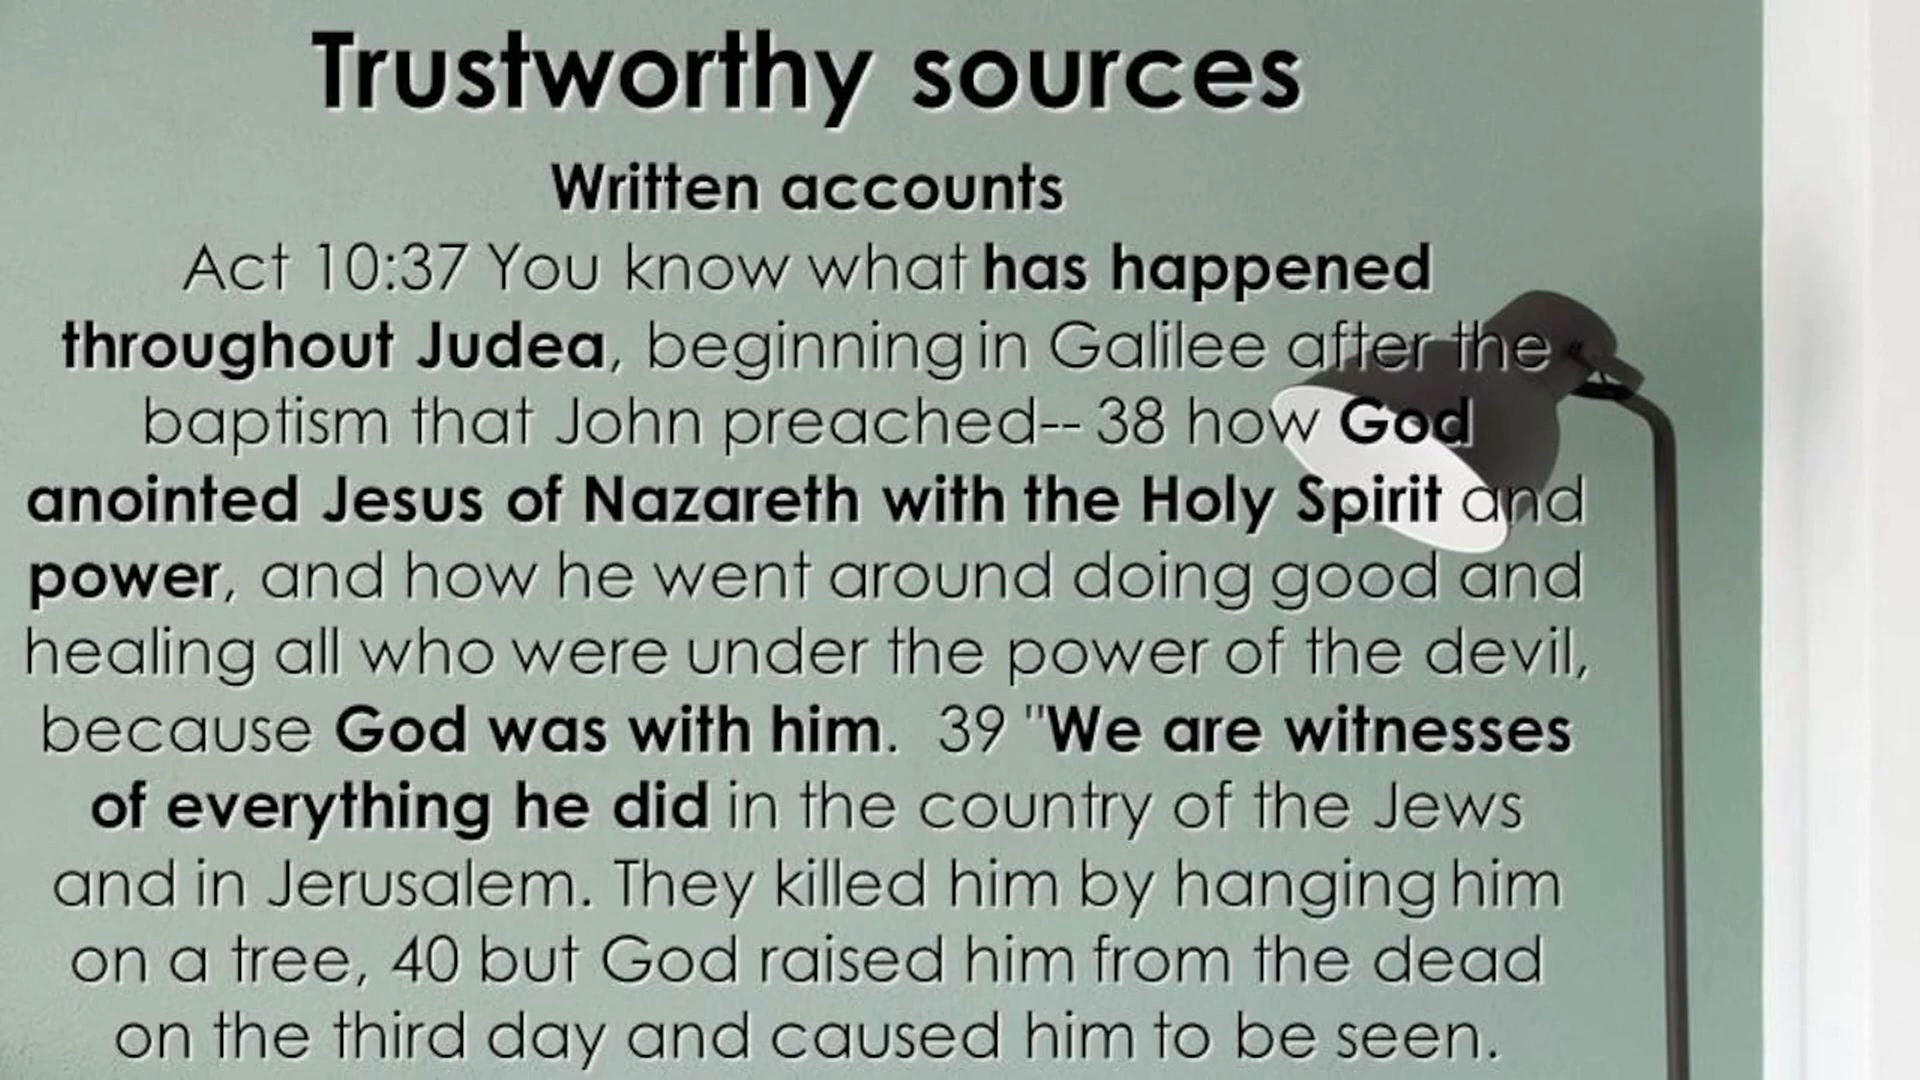 Trustworthy sources
Written accounts
Act 10:37 You know what has happened
throughout Judea, beginning in Galilee after the
baptism that John preached-- 38 how God
anointed Jesus of Nazareth with the Holy Spirit and
power, and how he went around doing good and
healing all who were under the power of the devil,
because God was with him.  39 "We are witnesses
of everything he did in the country of the Jews
and in Jerusalem. They killed him by hanging him
on a tree, 40 but God raised him from the dead
on the third day and caused him to be seen.